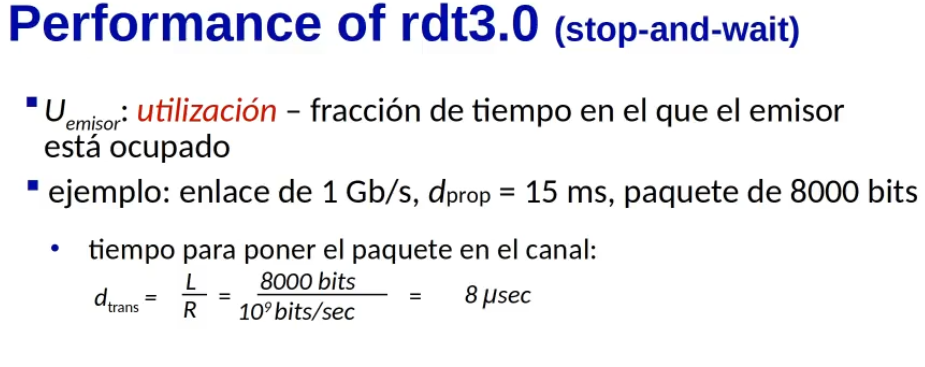 Performance of rdt3.0 (stop-and-wait)
▪ U_emisor: utilización – fracción de tiempo en el que el emisor
está ocupado
▪ ejemplo: enlace de 1 Gb/s, dprop = 15 ms, paquete de 8000 bits
• tiempo para poner el paquete en el canal:
d_trans = L/R = 8000 bits / 10⁹ bits/sec = 8 μsec